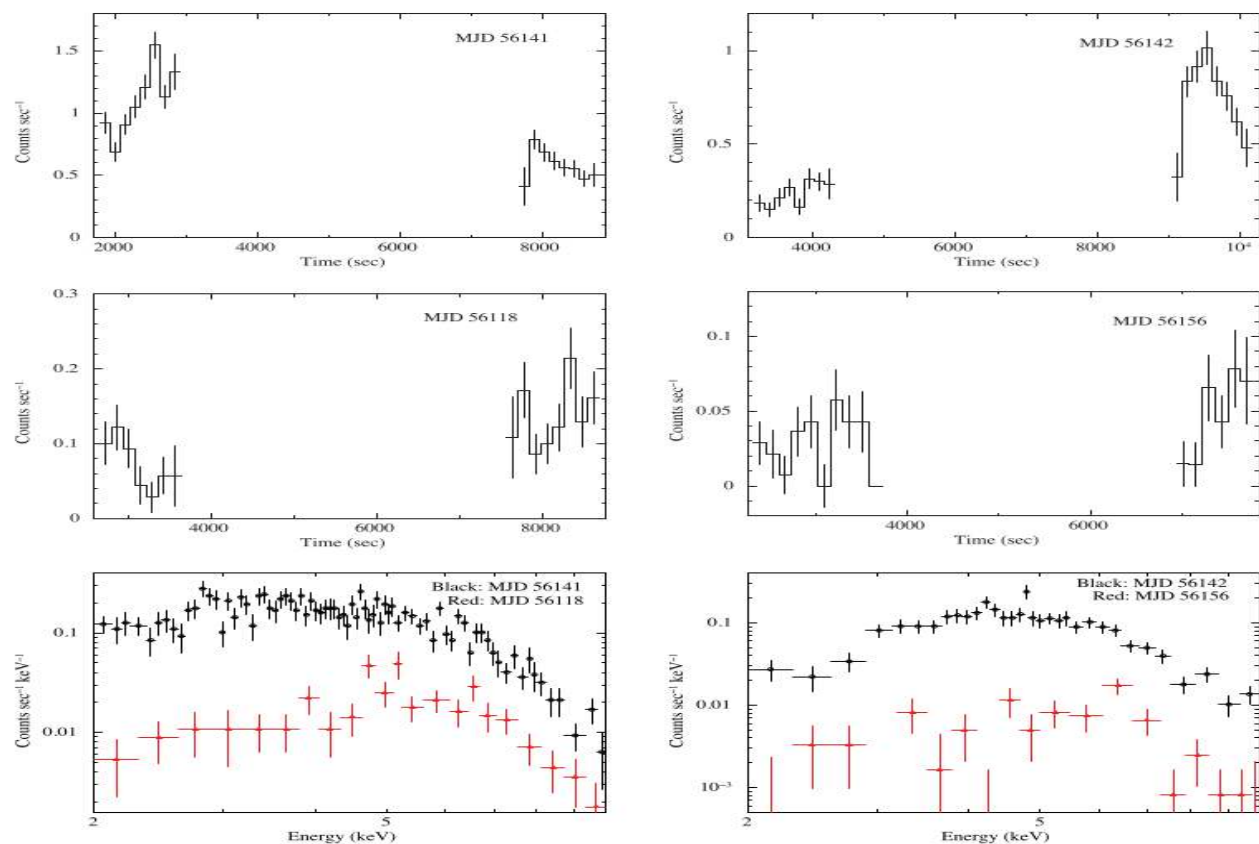 MJD 56141
Counts sec⁻¹
1.5
1
0.5
0
2000 4000 6000 8000
Time (sec)
MJD 56142
Counts sec⁻¹
1
0.5
0
4000 6000 8000 10⁴
Time (sec)
MJD 56118
Counts sec⁻¹
0.3
0.2
0.1
0
4000 6000 8000
Time (sec)
MJD 56156
Counts sec⁻¹
0.1
0.05
0
4000 6000
Time (sec)
Black: MJD 56141
Red: MJD 56118
Counts sec⁻¹ keV⁻¹
0.1
0.01
2 5
Energy (keV)
Black: MJD 56142
Red: MJD 56156
Counts sec⁻¹ keV⁻¹
0.1
0.01
10⁻³
2 5
Energy (keV)